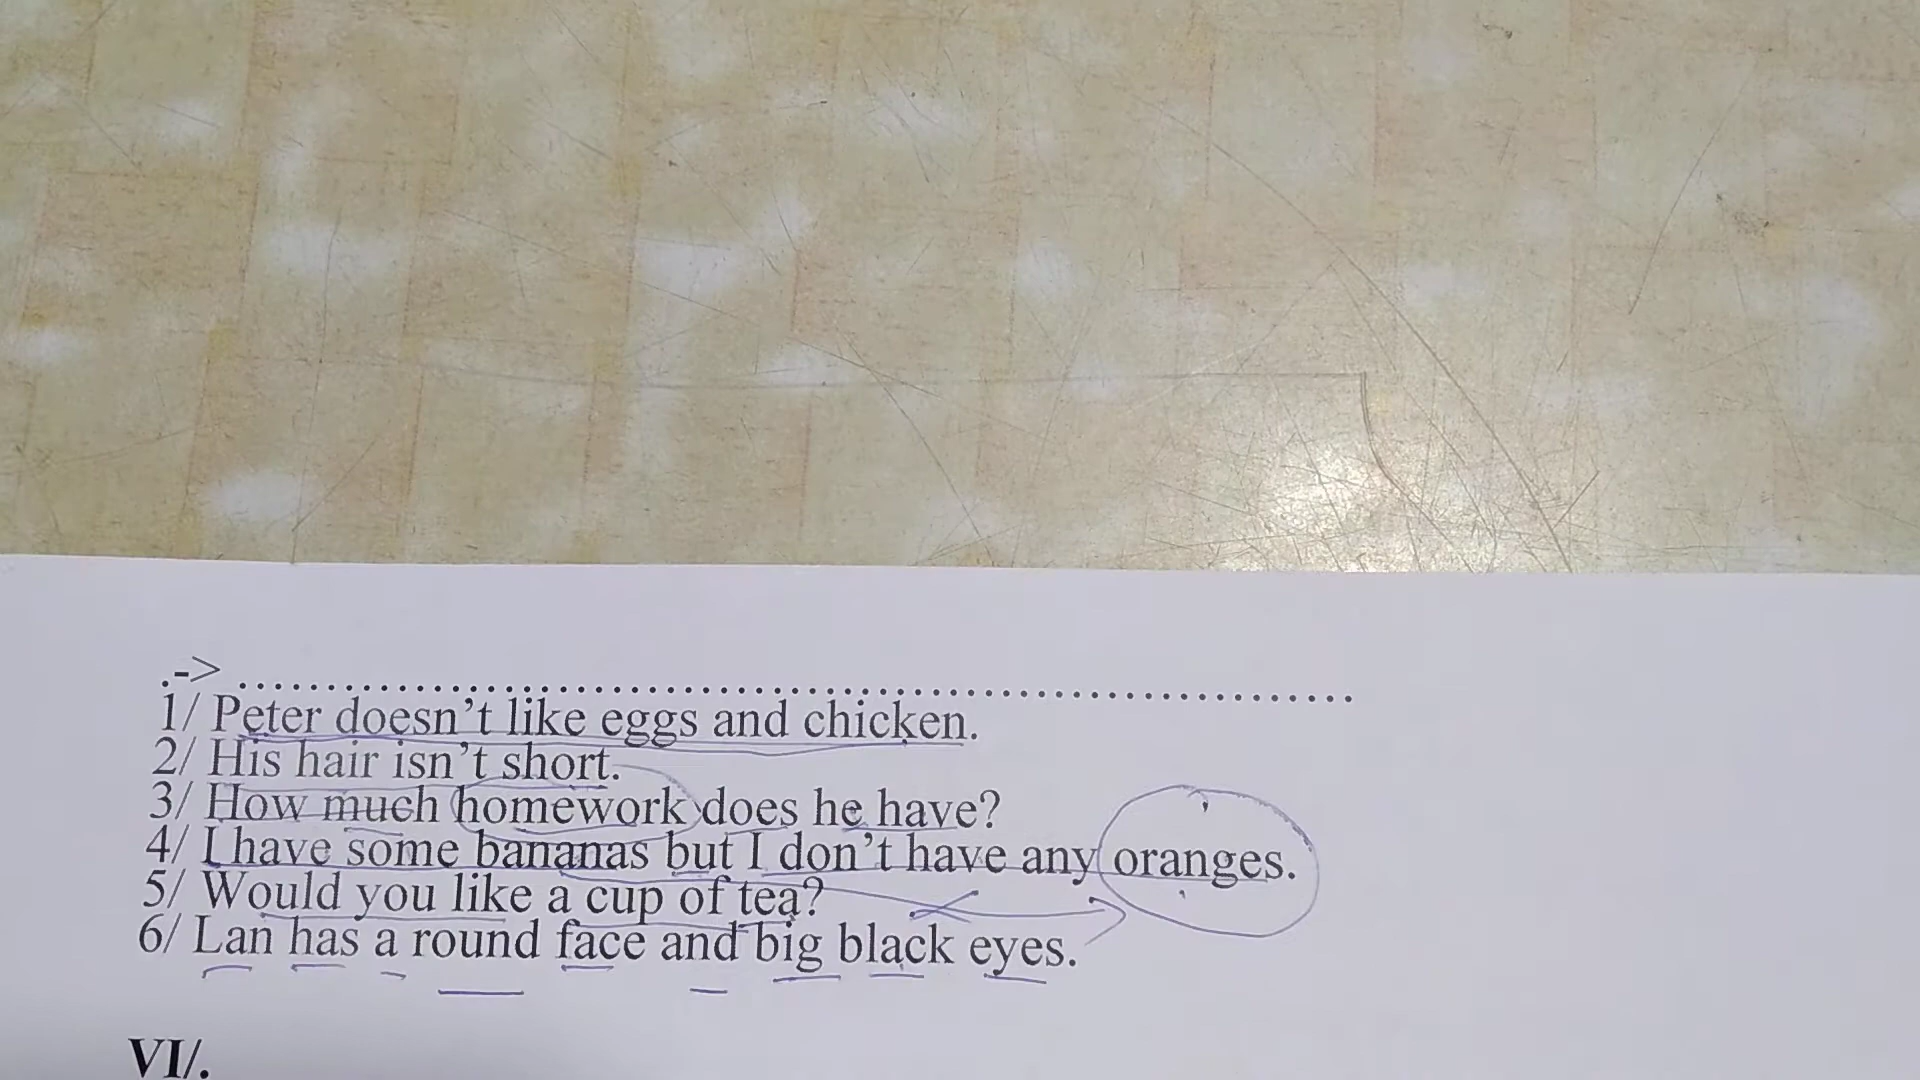 .-> ................................................................
1/ Peter doesn't like eggs and chicken.
2/ His hair isn't short.
3/ How much homework does he have?
4/ I have some bananas but I don't have any oranges.
5/ Would you like a cup of tea?
6/ Lan has a round face and big black eyes.
VI/.